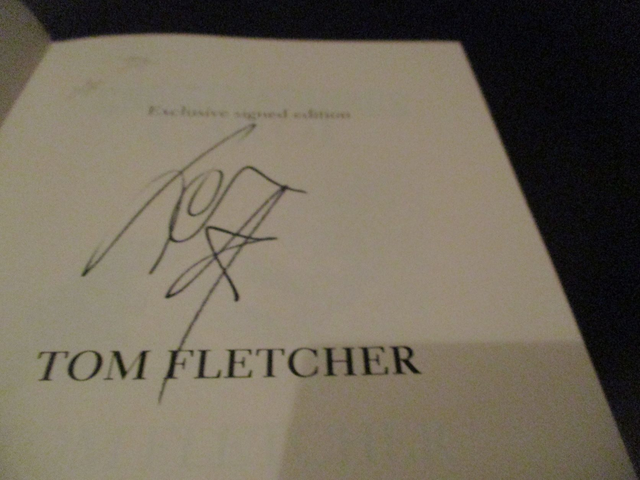 Exclusive signed edition
TOM FLETCHER